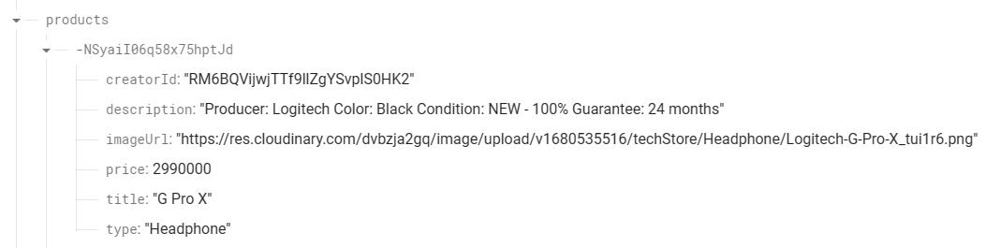 products
-NSyaiI06q58x75hptJd
creatorId: "RM6BQVijwjTTf9IIZgYSvpIS0HK2"
description: "Producer: Logitech Color: Black Condition: NEW - 100% Guarantee: 24 months"
imageUrl: "https://res.cloudinary.com/dvbzja2gq/image/upload/v1680535516/techStore/Headphone/Logitech-G-Pro-X_tui1r6.png"
price: 2990000
title: "G Pro X"
type: "Headphone"